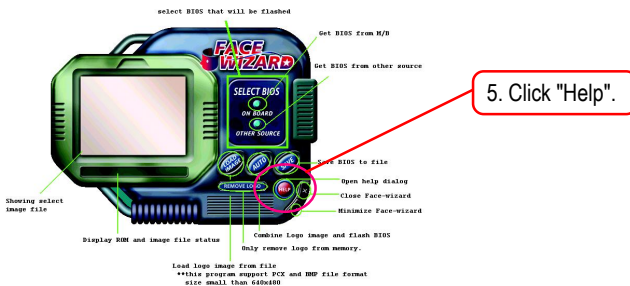 select BIOS that will be flashed
Get BIOS from M/B
FACE
WIZARD
Get BIOS from other source
SELECT BIOS
ON BOARD
OTHER SOURCE
5. Click "Help".
LOAD
IMAGE
AUTO
SAVE
Save BIOS to file
REMOVE LOGO
HELP
X
Open help dialog
Close Face-wizard
Minimize Face-wizard
Showing select
image file
Display ROM and image file status
Combine Logo image and flash BIOS
Only remove logo from memory.
Load logo image from file
**this program support PCX and BMP file format
size small than 640x480